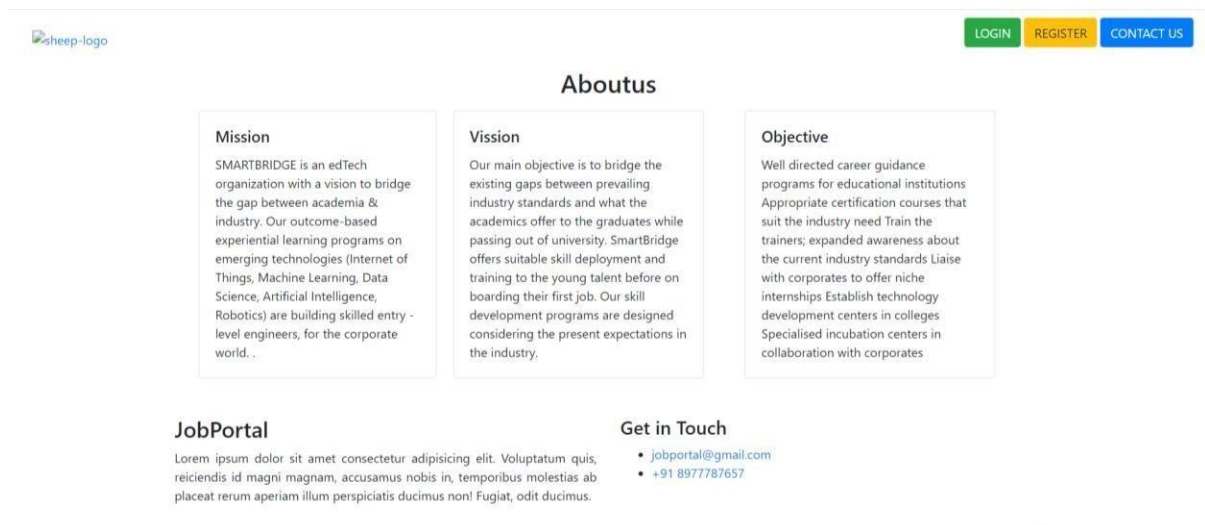 sheep-logo
LOGIN REGISTER CONTACT US
Aboutus
Mission
SMARTBRIDGE is an edTech
organization with a vision to bridge
the gap between academia &
industry. Our outcome-based
experiential learning programs on
emerging technologies (Internet of
Things, Machine Learning, Data
Science, Artificial Intelligence,
Robotics) are building skilled entry -
level engineers, for the corporate
world. .
Vission
Our main objective is to bridge the
existing gaps between prevailing
industry standards and what the
academics offer to the graduates while
passing out of university. SmartBridge
offers suitable skill deployment and
training to the young talent before on
boarding their first job. Our skill
development programs are designed
considering the present expectations in
the industry.
Objective
Well directed career guidance
programs for educational institutions
Appropriate certification courses that
suit the industry need Train the
trainers; expanded awareness about
the current industry standards Liaise
with corporates to offer niche
internships Establish technology
development centers in colleges
Specialised incubation centers in
collaboration with corporates
JobPortal
Lorem ipsum dolor sit amet consectetur adipisicing elit. Voluptatum quis,
reiciendis id magni magnam, accusamus nobis in, temporibus molestias ab
placeat rerum aperiam illum perspiciatis ducimus non! Fugiat, odit ducimus.
Get in Touch
jobportal@gmail.com
+91 8977787657